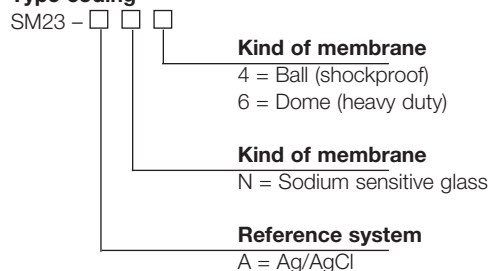 Type coding
SM23 – □ □ □
Kind of membrane
4 = Ball (shockproof)
6 = Dome (heavy duty)
Kind of membrane
N = Sodium sensitive glass
Reference system
A = Ag/AgCl